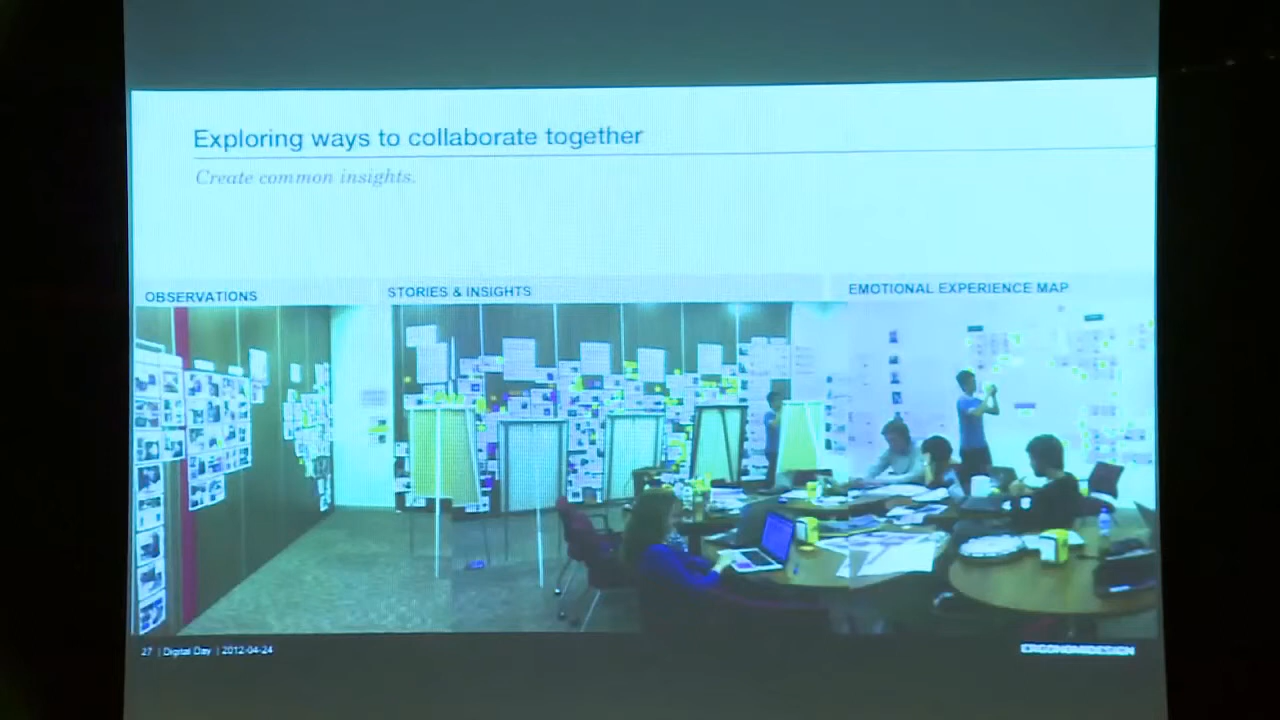 Exploring ways to collaborate together
Create common insights.
OBSERVATIONS
STORIES & INSIGHTS
EMOTIONAL EXPERIENCE MAP
27 | Digital Day | 2012-04-24
ERGONOMIDESIGN